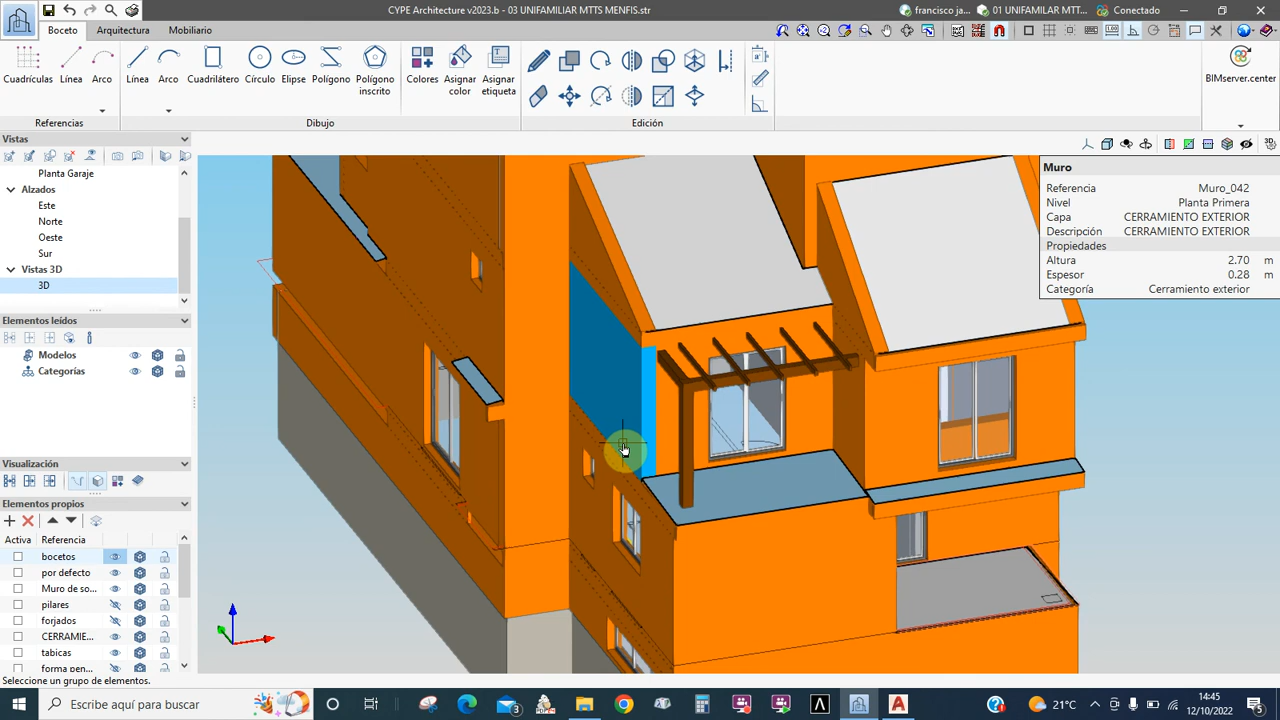 CYPE Architecture v2023.b - 03 UNIFAMILIAR MTTS MENFIS.str
francisco ja...
01 UNIFAMILIAR MTT...
Conectado
Boceto
Arquitectura
Mobiliario
Cuadrículas
Línea
Arco
Línea
Arco
Cuadrilátero
Círculo
Elipse
Polígono
Polígono inscrito
Colores
Asignar color
Asignar etiqueta
BIMserver.center
Referencias
Dibujo
Edición
Vistas
Planta Garaje
Alzados
Este
Norte
Oeste
Sur
Vistas 3D
3D
Elementos leídos
Modelos
Categorías
Visualización
Elementos propios
Activa Referencia
bocetos
por defecto
Muro de so...
pilares
forjados
CERRAMIE...
tabicas
forma pen...
Muro
Referencia Muro_042
Nivel Planta Primera
Capa CERRAMIENTO EXTERIOR
Descripción CERRAMIENTO EXTERIOR
Propiedades
Altura 2.70 m
Espesor 0.28 m
Categoría Cerramiento exterior
Seleccione un grupo de elementos.
Escribe aquí para buscar
21°C
14:45
12/10/2022